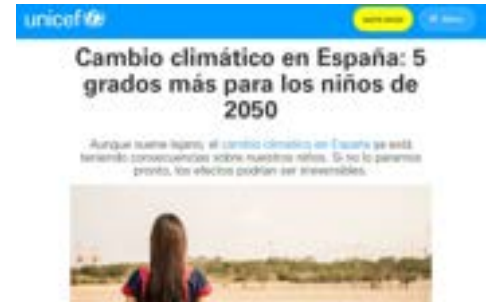 unicef
Cambio climático en España: 5
grados más para los niños de
2050
Aunque suene lejano, el cambio climático en España ya está
teniendo consecuencias sobre nuestros niños. Si no lo paramos
pronto, los efectos podrían ser irreversibles.